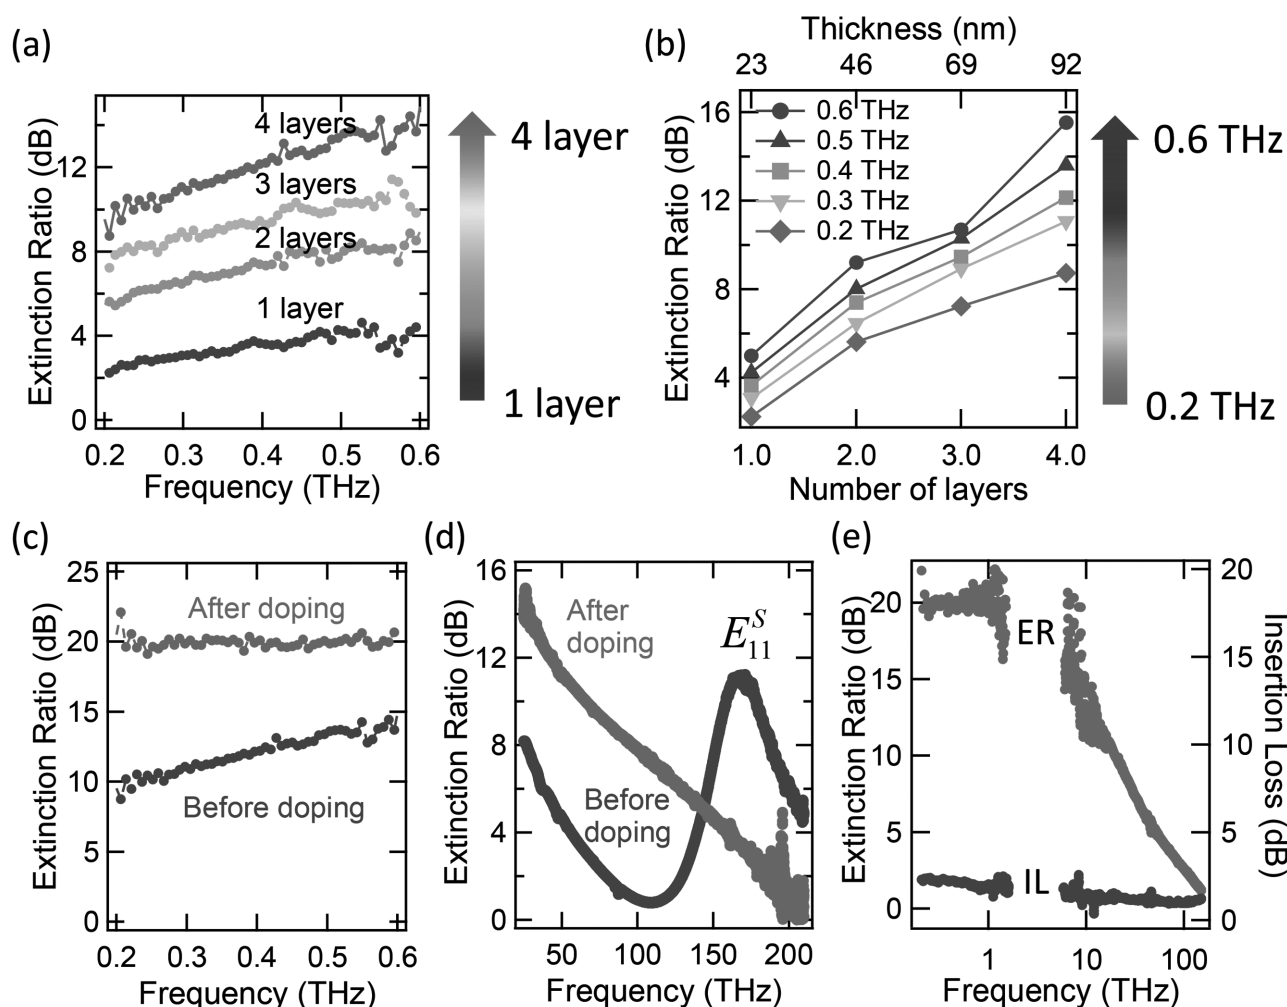 (a)
Extinction Ratio (dB)
12
8
4
0
4 layers
3 layers
2 layers
1 layer
0.2 0.3 0.4 0.5 0.6
Frequency (THz)
4 layer
1 layer
(b)
Thickness (nm)
23 46 69 92
Extinction Ratio (dB)
16
12
8
4
0.6 THz
0.5 THz
0.4 THz
0.3 THz
0.2 THz
1.0 2.0 3.0 4.0
Number of layers
0.6 THz
0.2 THz
(c)
Extinction Ratio (dB)
25
20
15
10
5
0
After doping
Before doping
0.2 0.3 0.4 0.5 0.6
Frequency (THz)
(d)
Extinction Ratio (dB)
16
12
8
4
0
After
doping
E11S
Before
doping
50 100 150 200
Frequency (THz)
(e)
Extinction Ratio (dB)
20
15
10
5
0
ER
IL
1 10 100
Frequency (THz)
20
15
10
5
0
Insertion Loss (dB)